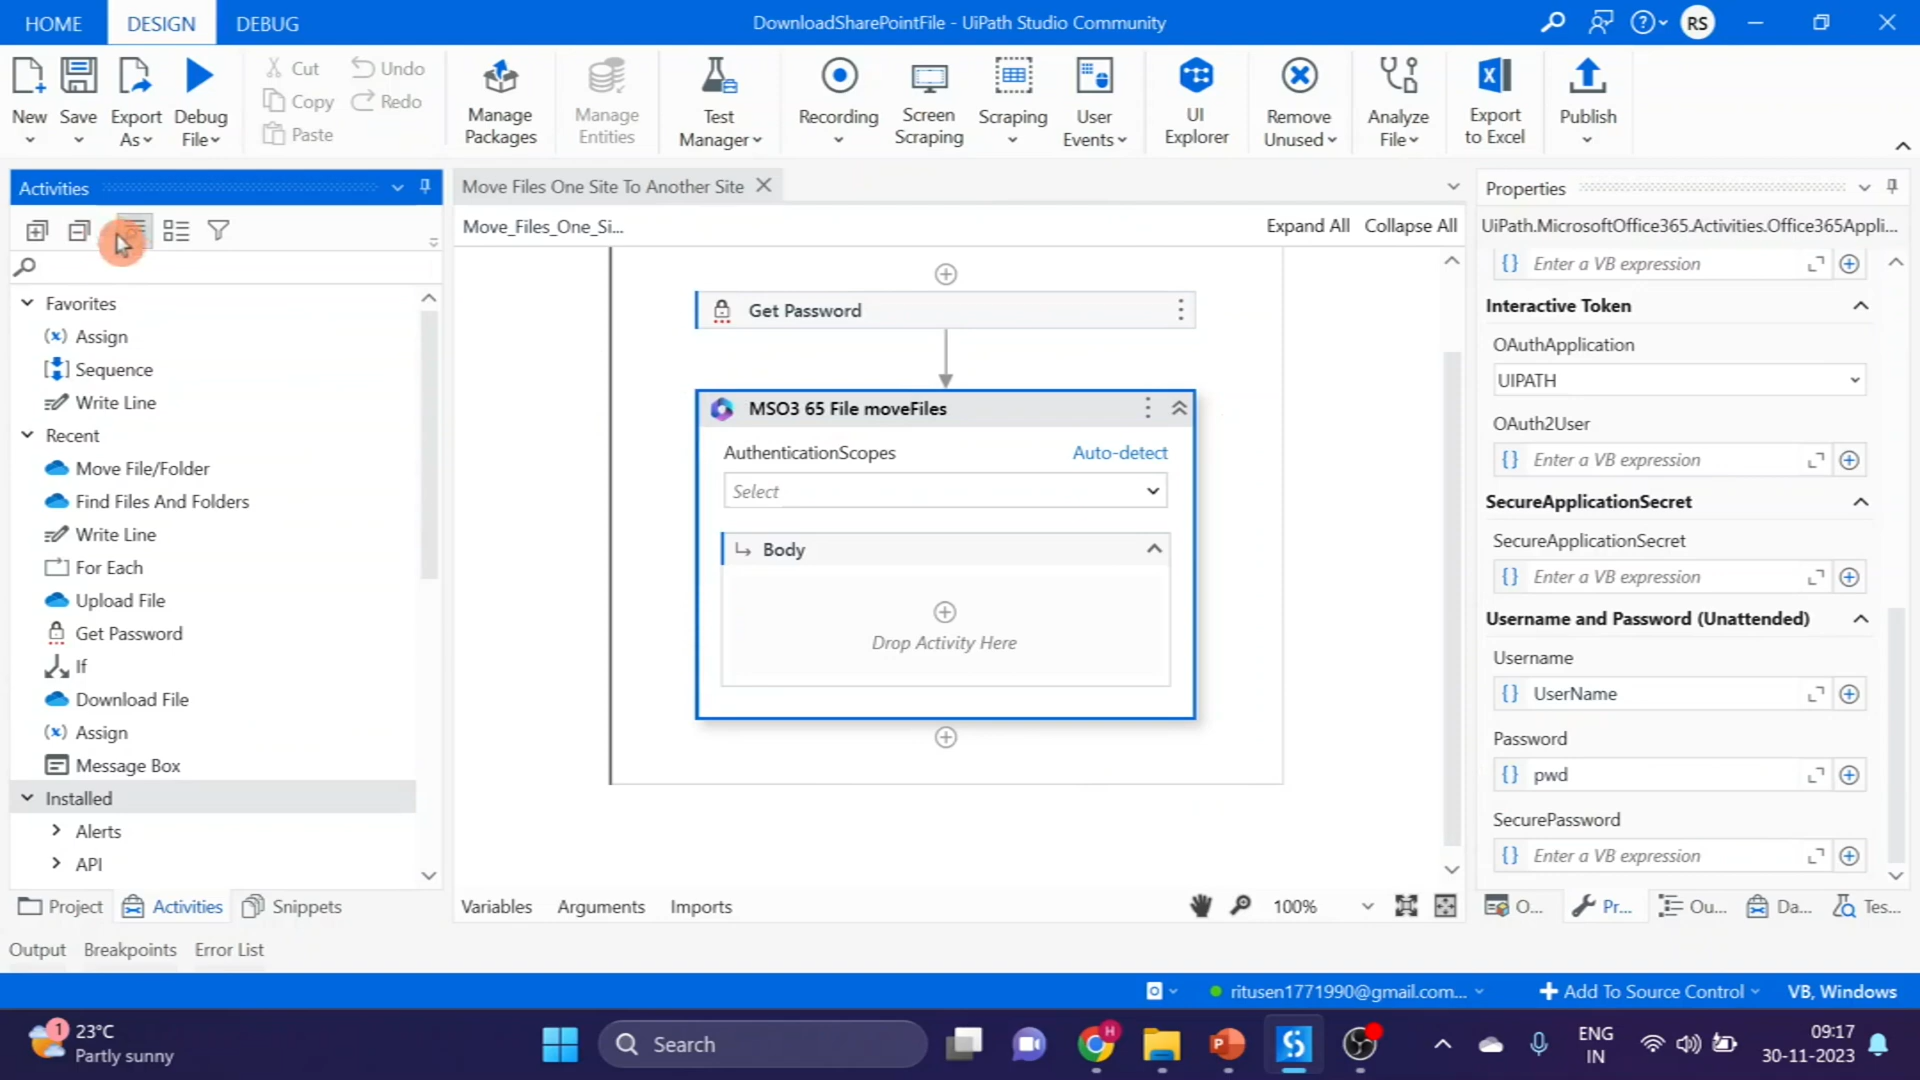 HOME
DESIGN
DEBUG
DownloadSharePointFile - UiPath Studio Community
RS
New
Save
Export As
Debug File
Cut
Copy
Paste
Undo
Redo
Manage Packages
Manage Entities
Test Manager
Recording
Screen Scraping
Scraping
User Events
UI Explorer
Remove Unused
Analyze File
Export to Excel
Publish
Activities
Favorites
Assign
Sequence
Write Line
Recent
Move File/Folder
Find Files And Folders
Write Line
For Each
Upload File
Get Password
If
Download File
Assign
Message Box
Installed
Alerts
API
Project
Activities
Snippets
Move Files One Site To Another Site
Move_Files_One_Si...
Expand All
Collapse All
Get Password
MSO3 65 File moveFiles
AuthenticationScopes
Auto-detect
Select
Body
Drop Activity Here
Variables
Arguments
Imports
100%
Properties
UiPath.MicrosoftOffice365.Activities.Office365Appli...
Enter a VB expression
Interactive Token
OAuthApplication
UIPATH
OAuth2User
Enter a VB expression
SecureApplicationSecret
SecureApplicationSecret
Enter a VB expression
Username and Password (Unattended)
Username
UserName
Password
pwd
SecurePassword
Enter a VB expression
O...
Pr...
Ou...
Da...
Tes...
Output
Breakpoints
Error List
ritusen1771990@gmail.com...
Add To Source Control
VB, Windows
1
23°C
Partly sunny
Search
H
ENG
IN
09:17
30-11-2023